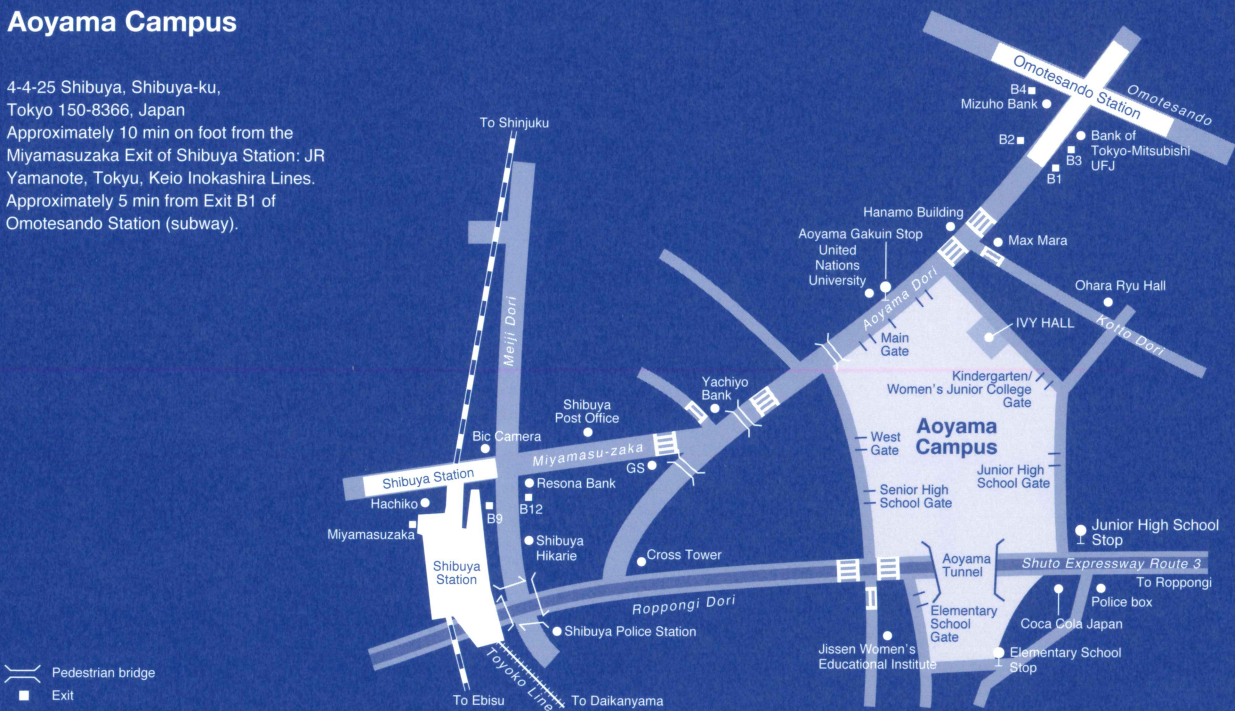 Aoyama Campus
4-4-25 Shibuya, Shibuya-ku,
Tokyo 150-8366, Japan
Approximately 10 min on foot from the
Miyamasuzaka Exit of Shibuya Station: JR
Yamanote, Tokyu, Keio Inokashira Lines.
Approximately 5 min from Exit B1 of
Omotesando Station (subway).
To Shinjuku
Omotesando Station
Omotesando
B4
Mizuho Bank
B2
Bank of
Tokyo-Mitsubishi
UFJ
B3
B1
Hanamo Building
Max Mara
Aoyama Gakuin Stop
United
Nations
University
Aoyama Dori
Ohara Ryu Hall
Kotto Dori
IVY HALL
Main
Gate
Meiji Dori
Kindergarten/
Women's Junior College
Gate
Yachiyo
Bank
Shibuya
Post Office
Aoyama
Campus
West
Gate
Bic Camera
Miyamasu-zaka
GS
Junior High
School Gate
Shibuya Station
Resona Bank
Senior High
School Gate
Hachiko
B9
B12
Miyamasuzaka
Junior High School
Stop
Shibuya
Hikarie
Cross Tower
Shibuya
Station
Aoyama
Tunnel
Shuto Expressway Route 3
To Roppongi
Roppongi Dori
Police box
Elementary
School
Gate
Coca Cola Japan
Shibuya Police Station
Jissen Women's
Educational Institute
Elementary School
Stop
Toyoko Line
Pedestrian bridge
Exit
To Ebisu
To Daikanyama